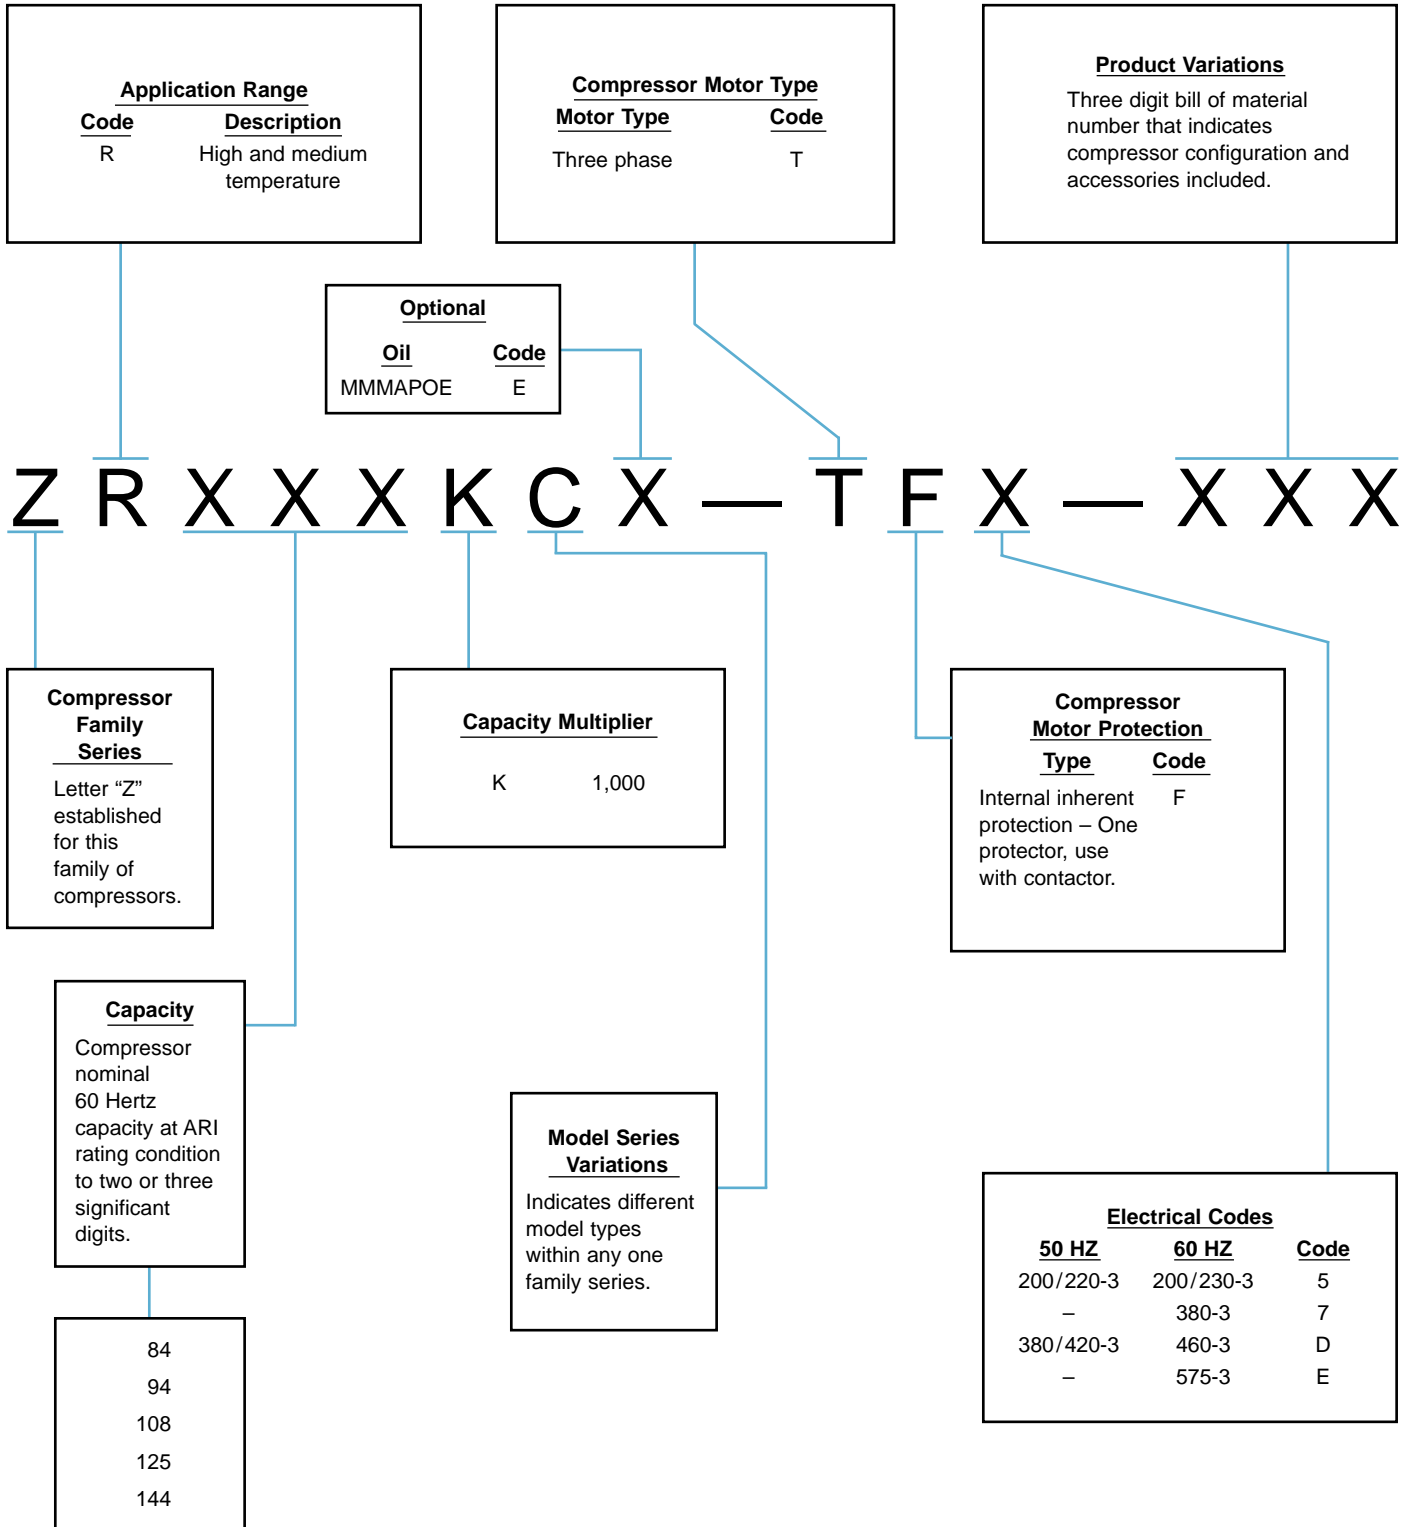 Application Range
Code Description
R High and medium
temperature
Compressor Motor Type
Motor Type Code
Three phase T
Product Variations
Three digit bill of material
number that indicates
compressor configuration and
accessories included.
Optional
Oil Code
MMMAPOE E
Z R X X X K C X — T F X — X X X
Compressor
Family
Series
Letter “Z”
established
for this
family of
compressors.
Capacity Multiplier
K 1,000
Compressor
Motor Protection
Type Code
Internal inherent F
protection – One
protector, use
with contactor.
Capacity
Compressor
nominal
60 Hertz
capacity at ARI
rating condition
to two or three
significant
digits.
84
94
108
125
144
Model Series
Variations
Indicates different
model types
within any one
family series.
Electrical Codes
50 HZ 60 HZ Code
200/220-3 200/230-3 5
– 380-3 7
380/420-3 460-3 D
– 575-3 E